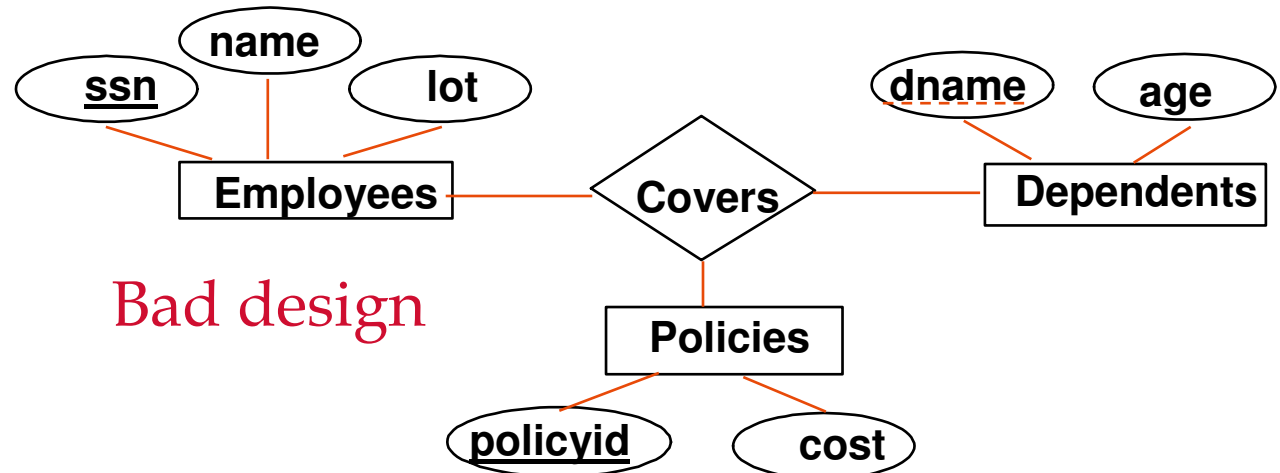 name
ssn
lot
dname
age
Employees
Covers
Dependents
Bad design
Policies
policyid
cost